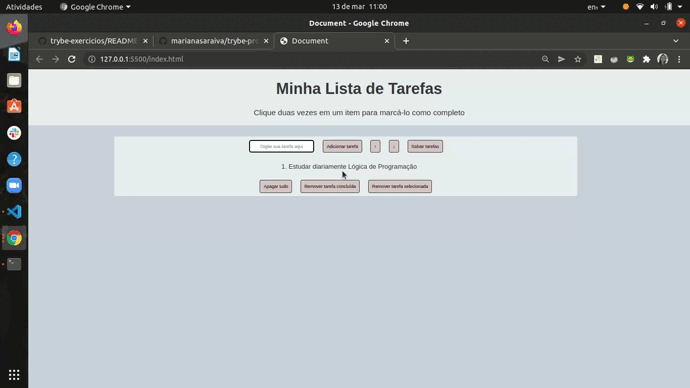 Atividades
Google Chrome
13 de mar 11:00
en₁
Document - Google Chrome
trybe-exercicios/README
marianasaraiva/trybe-pro
Document
127.0.0.1:5500/index.html
Minha Lista de Tarefas
Clique duas vezes em um item para marcá-lo como completo
Digite sua tarefa aqui
Adicionar tarefa
↑
↓
Salvar tarefas
1. Estudar diariamente Lógica de Programação
Apagar tudo
Remover tarefa concluída
Remover tarefa selecionada